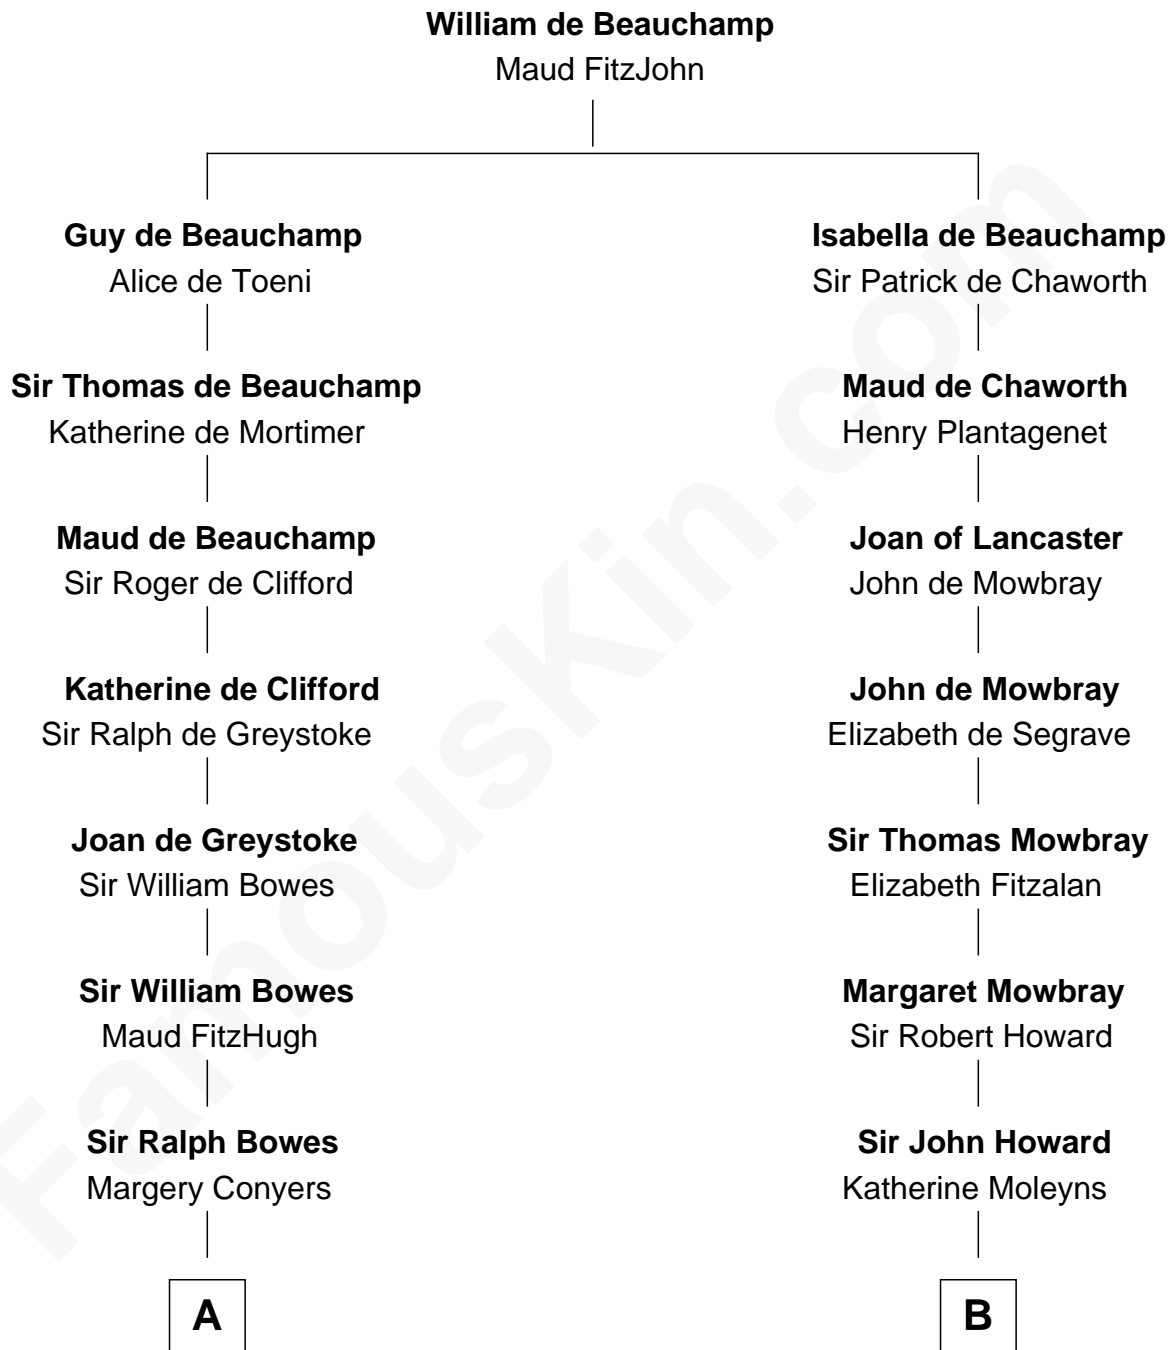 William de Beauchamp
Maud FitzJohn
Guy de Beauchamp
Alice de Toeni
Isabella de Beauchamp
Sir Patrick de Chaworth
Sir Thomas de Beauchamp
Katherine de Mortimer
Maud de Chaworth
Henry Plantagenet
Maud de Beauchamp
Sir Roger de Clifford
Joan of Lancaster
John de Mowbray
Katherine de Clifford
Sir Ralph de Greystoke
John de Mowbray
Elizabeth de Segrave
Joan de Greystoke
Sir William Bowes
Sir Thomas Mowbray
Elizabeth Fitzalan
Sir William Bowes
Maud FitzHugh
Margaret Mowbray
Sir Robert Howard
Sir Ralph Bowes
Margery Conyers
Sir John Howard
Katherine Moleyns
A
B
FamousKin.com